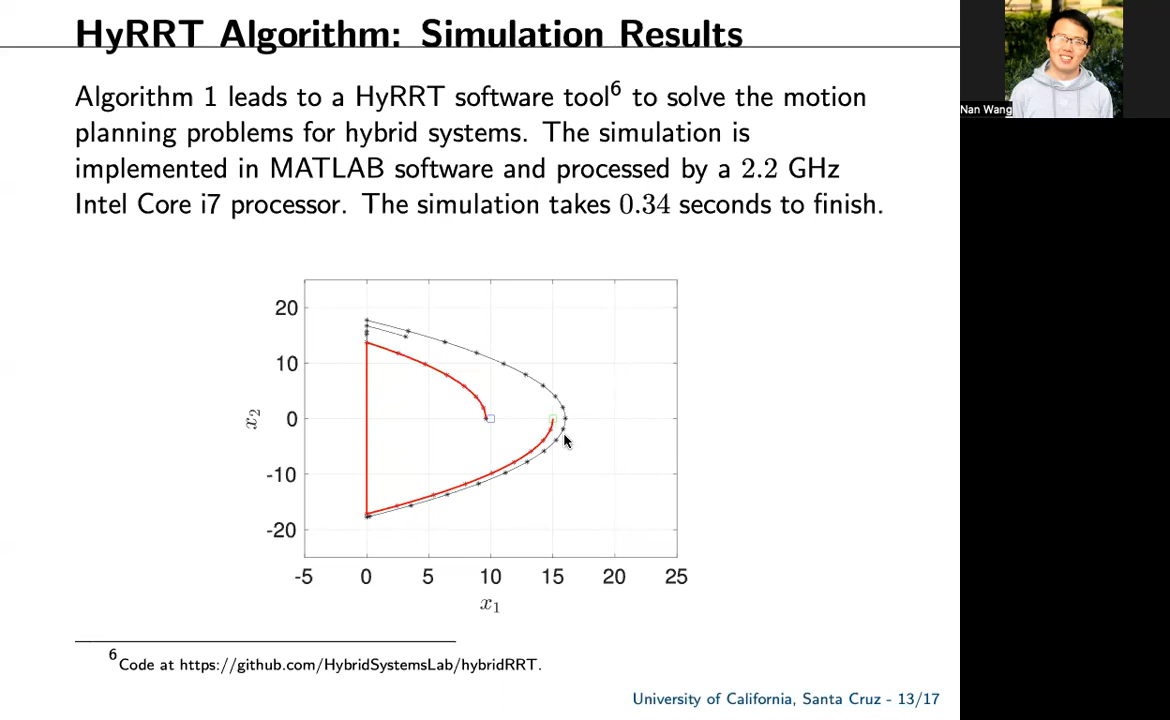 HyRRT Algorithm: Simulation Results
Nan Wang
Algorithm 1 leads to a HyRRT software tool⁶ to solve the motion
planning problems for hybrid systems. The simulation is
implemented in MATLAB software and processed by a 2.2 GHz
Intel Core i7 processor. The simulation takes 0.34 seconds to finish.
20
10
0
-10
-20
x₂
-5 0 5 10 15 20 25
x₁
⁶Code at https://github.com/HybridSystemsLab/hybridRRT.
University of California, Santa Cruz - 13/17